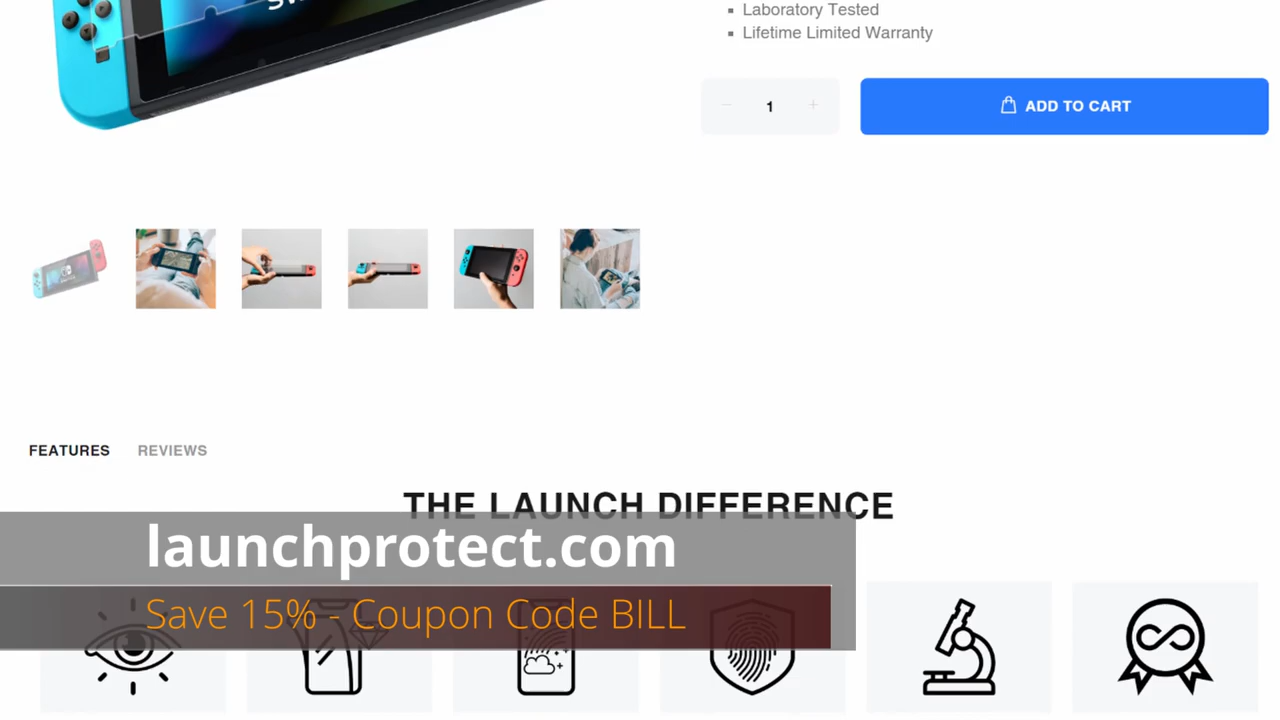 Laboratory Tested
Lifetime Limited Warranty
1
ADD TO CART
FEATURES REVIEWS
THE LAUNCH DIFFERENCE
launchprotect.com
Save 15% - Coupon Code BILL